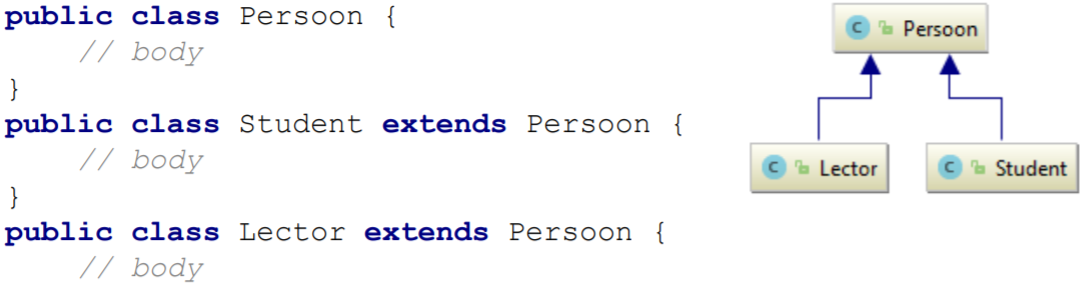 public class Persoon {
    // body
}
public class Student extends Persoon {
    // body
}
public class Lector extends Persoon {
    // body
C Persoon
C Lector
C Student